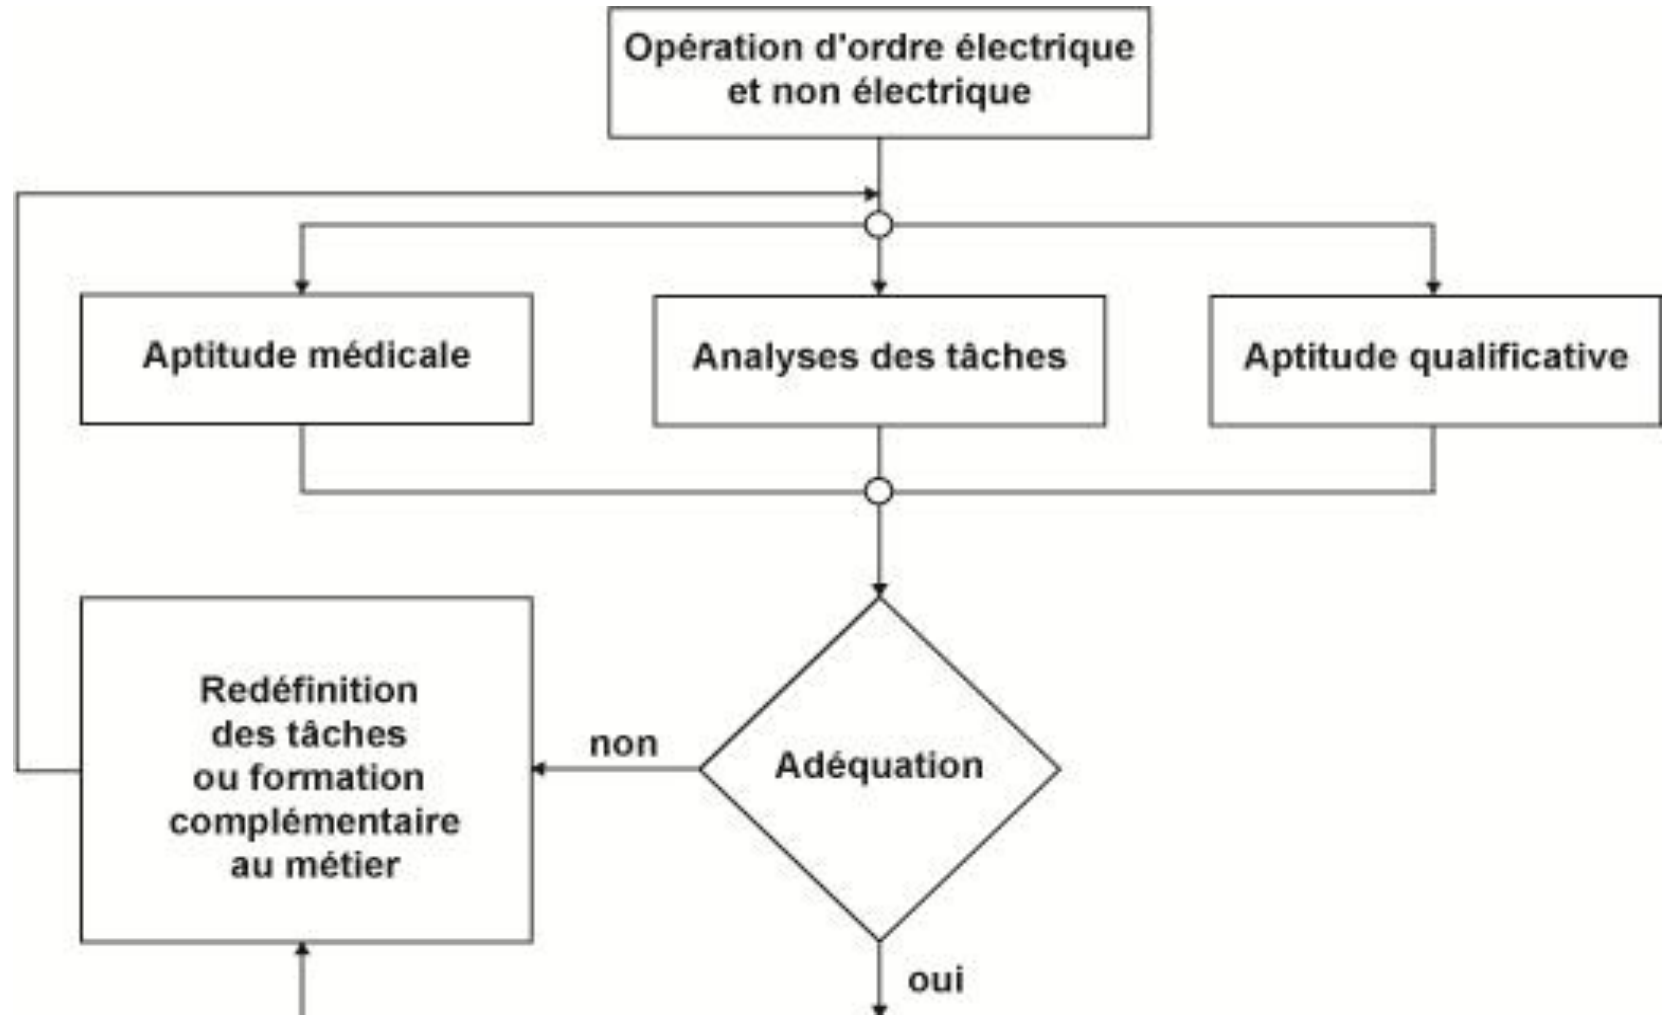 Opération d'ordre électrique
et non électrique
Aptitude médicale
Analyses des tâches
Aptitude qualificative
Redéfinition
des tâches
ou formation
complémentaire
au métier
non
Adéquation
oui